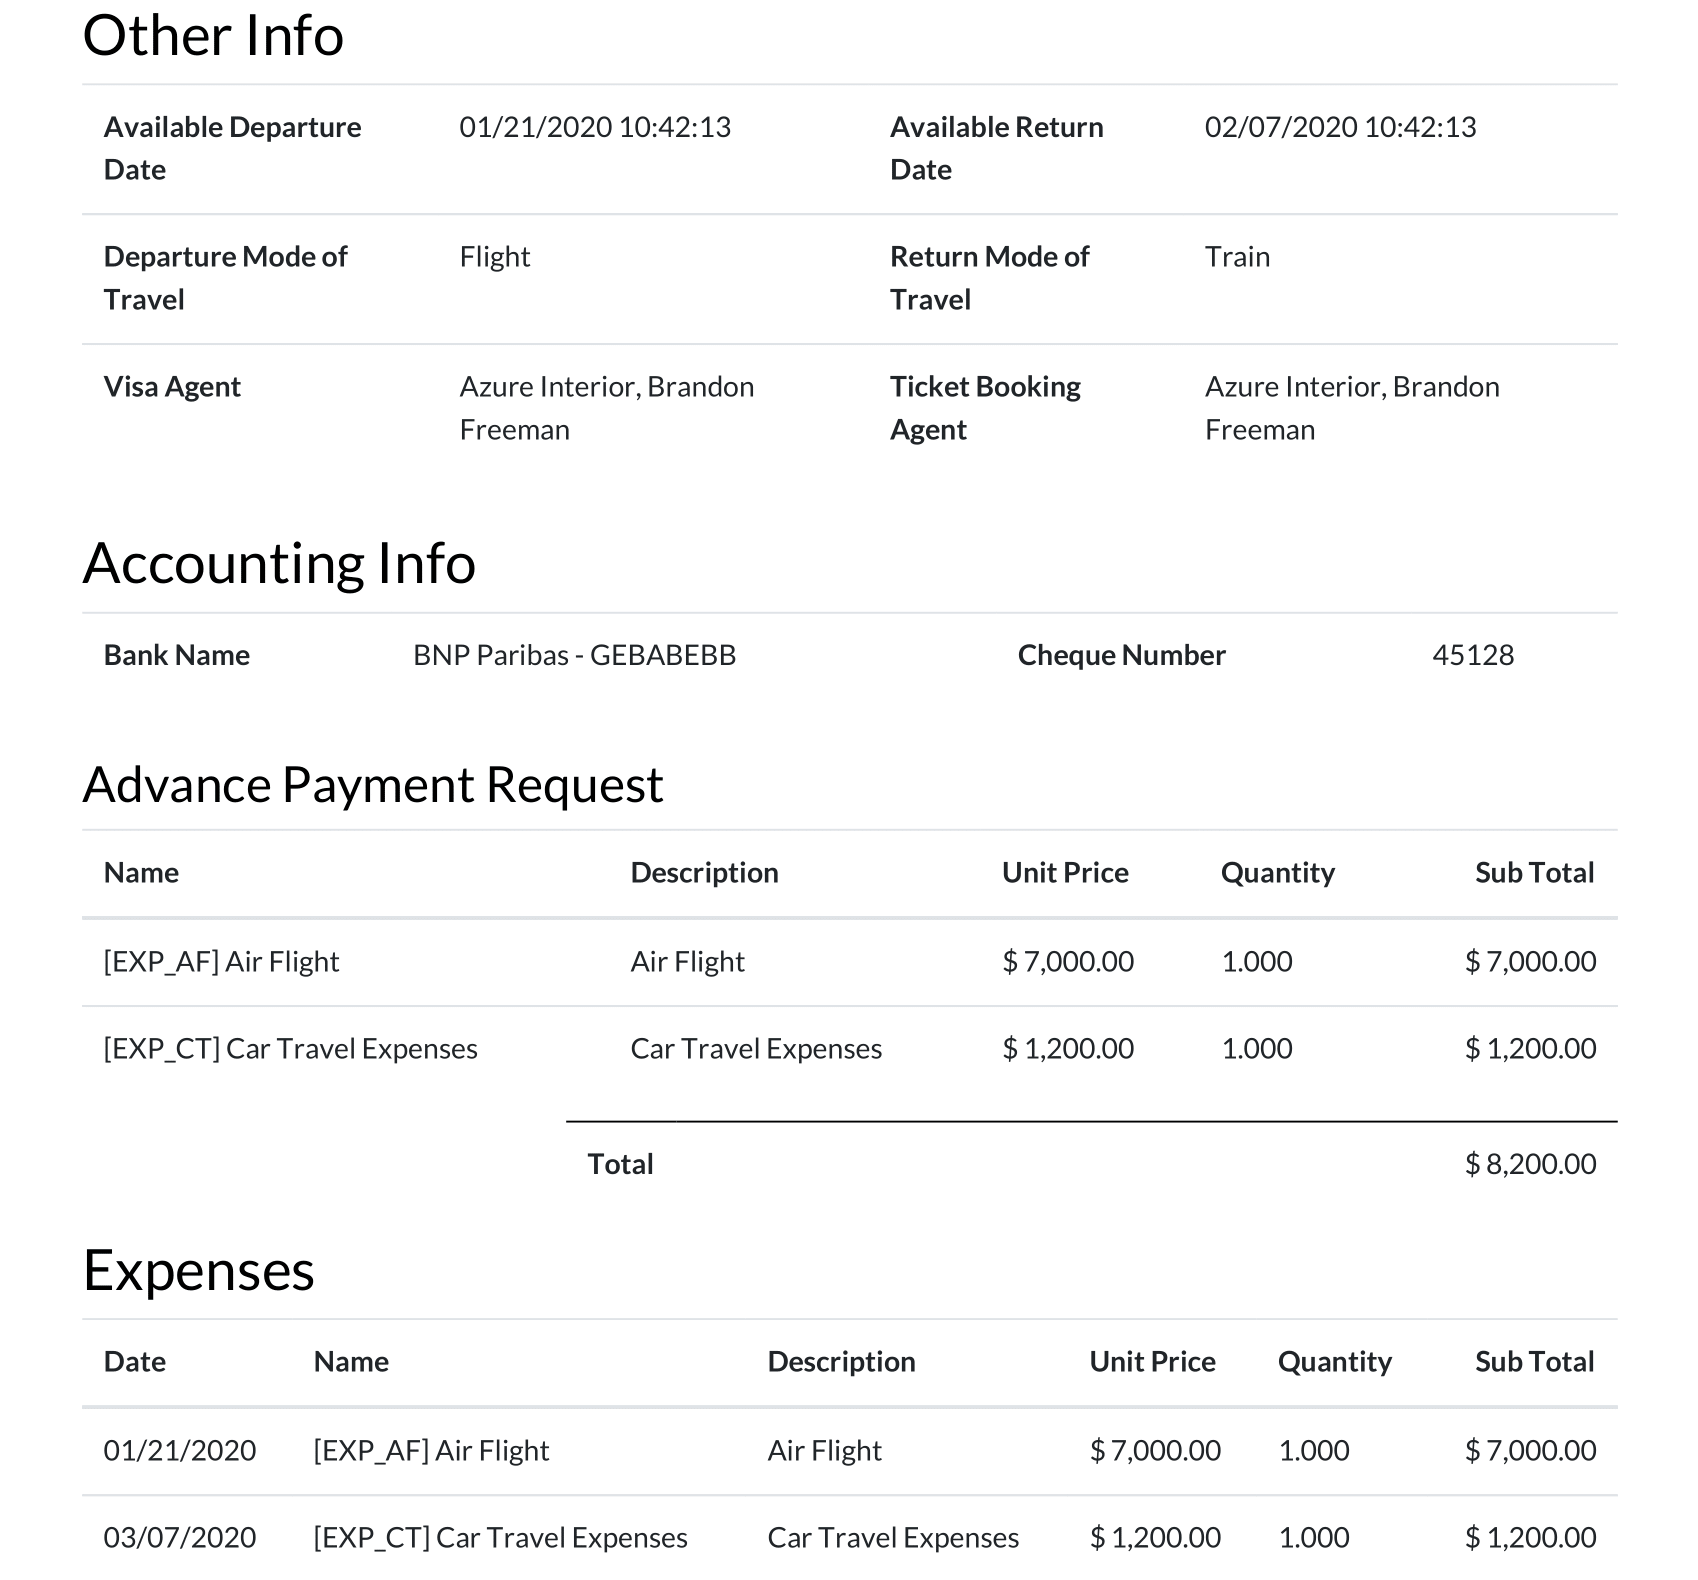 Other Info
Available Departure Date 01/21/2020 10:42:13 Available Return Date 02/07/2020 10:42:13
Departure Mode of Travel Flight Return Mode of Travel Train
Visa Agent Azure Interior, Brandon Freeman Ticket Booking Agent Azure Interior, Brandon Freeman
Accounting Info
Bank Name BNP Paribas - GEBABEBB Cheque Number 45128
Advance Payment Request
Name Description Unit Price Quantity Sub Total
[EXP_AF] Air Flight Air Flight $ 7,000.00 1.000 $ 7,000.00
[EXP_CT] Car Travel Expenses Car Travel Expenses $ 1,200.00 1.000 $ 1,200.00
Total $ 8,200.00
Expenses
Date Name Description Unit Price Quantity Sub Total
01/21/2020 [EXP_AF] Air Flight Air Flight $ 7,000.00 1.000 $ 7,000.00
03/07/2020 [EXP_CT] Car Travel Expenses Car Travel Expenses $ 1,200.00 1.000 $ 1,200.00